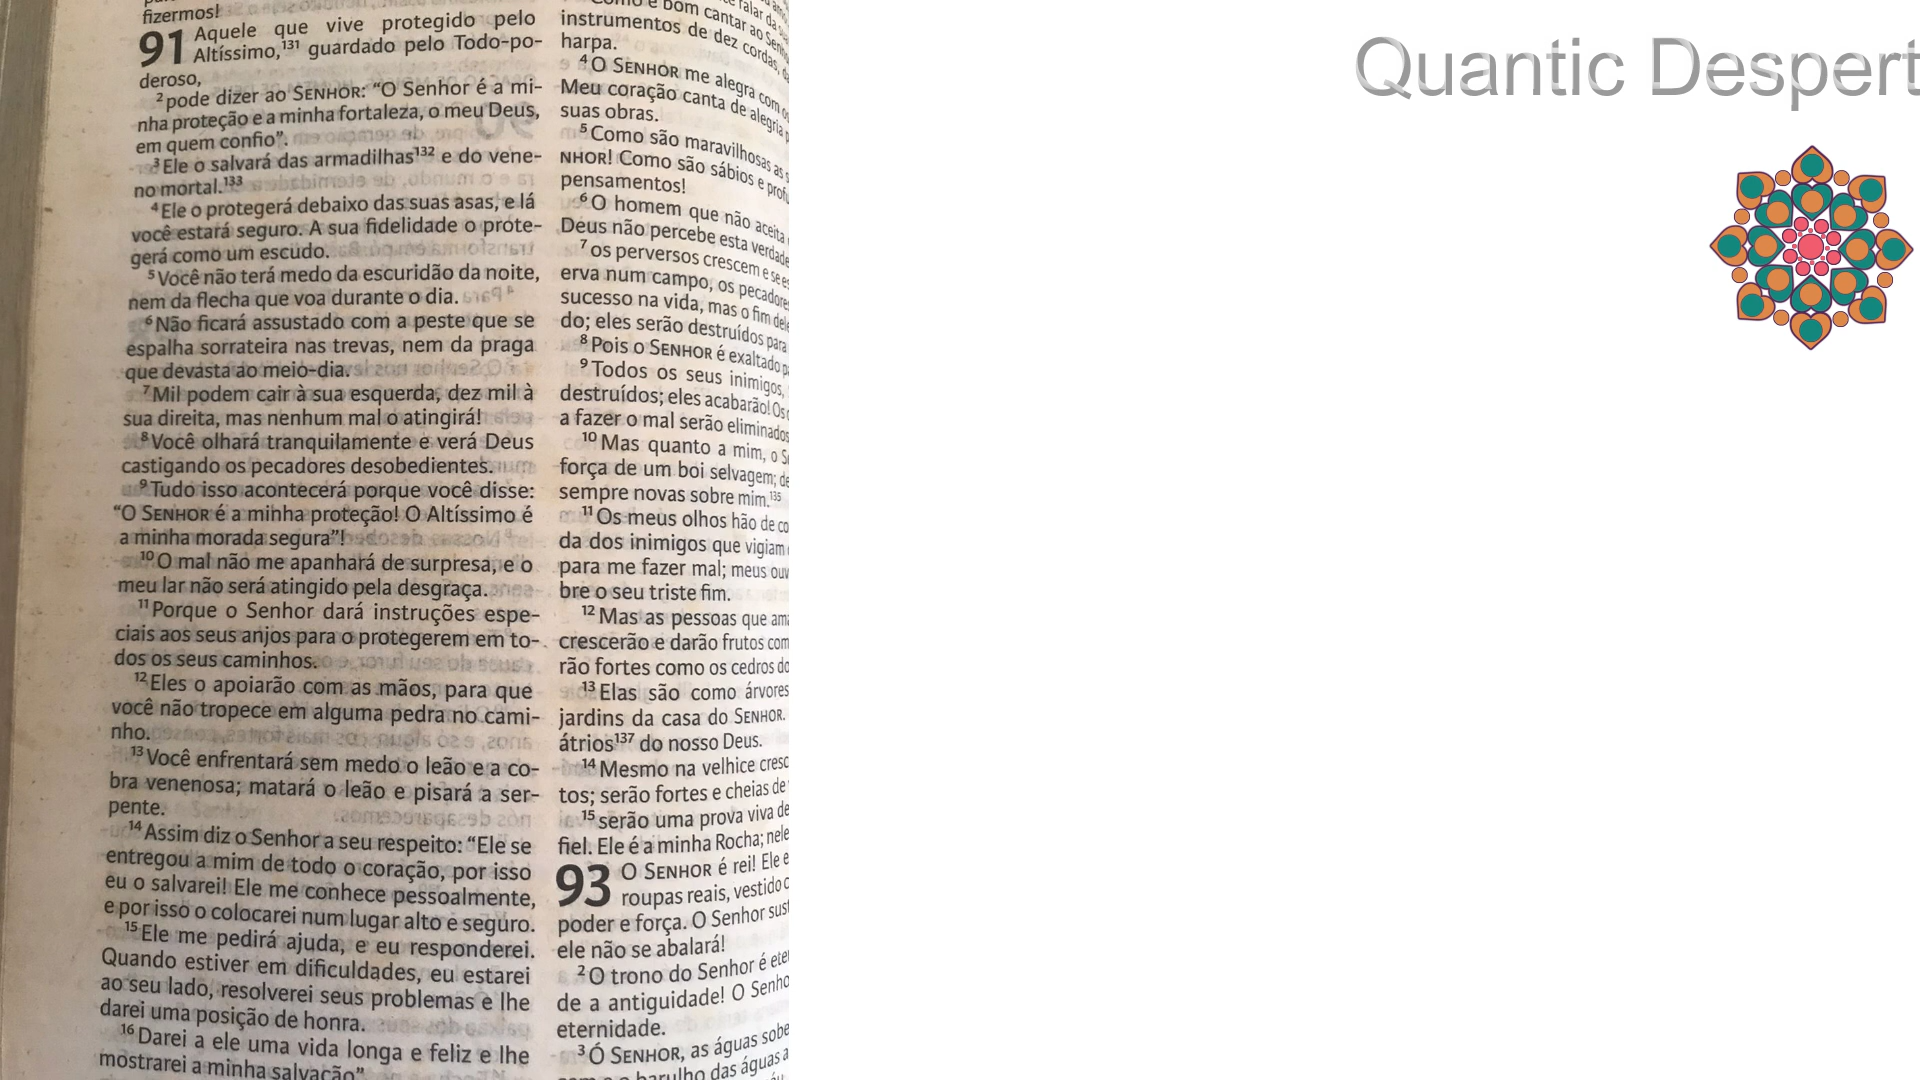 fizermos!
91 Aquele que vive protegido pelo
Altíssimo,131 guardado pelo Todo-po-
deroso,
2 pode dizer ao SENHOR: “O Senhor é a mi-
nha proteção e a minha fortaleza, o meu Deus,
em quem confio”.
3 Ele o salvará das armadilhas132 e do vene-
no mortal.133
4 Ele o protegerá debaixo das suas asas, e lá
você estará seguro. A sua fidelidade o prote-
gerá como um escudo.
5 Você não terá medo da escuridão da noite,
nem da flecha que voa durante o dia.
6 Não ficará assustado com a peste que se
espalha sorrateira nas trevas, nem da praga
que devasta ao meio-dia.
7 Mil podem cair à sua esquerda, dez mil à
sua direita, mas nenhum mal o atingirá!
8 Você olhará tranquilamente e verá Deus
castigando os pecadores desobedientes.
9 Tudo isso acontecerá porque você disse:
“O SENHOR é a minha proteção! O Altíssimo é
a minha morada segura”!
10 O mal não me apanhará de surpresa, e o
meu lar não será atingido pela desgraça.
11 Porque o Senhor dará instruções espe-
ciais aos seus anjos para o protegerem em to-
dos os seus caminhos.
12 Eles o apoiarão com as mãos, para que
você não tropece em alguma pedra no cami-
nho.
13 Você enfrentará sem medo o leão e a co-
bra venenosa; matará o leão e pisará a ser-
pente.
14 Assim diz o Senhor a seu respeito: “Ele se
entregou a mim de todo o coração, por isso
eu o salvarei! Ele me conhece pessoalmente,
e por isso o colocarei num lugar alto e seguro.
15 Ele me pedirá ajuda, e eu responderei.
Quando estiver em dificuldades, eu estarei
ao seu lado, resolverei seus problemas e lhe
darei uma posição de honra.
16 Darei a ele uma vida longa e feliz e lhe
mostrarei a minha salvação”
falar da
Como é bom cantar ao
instrumentos de dez cordas,
harpa.
4 O SENHOR me alegra com
Meu coração canta de alegria
suas obras.
5 Como são maravilhosas as
NHOR! Como são sábios e
pensamentos!
6 O homem que não aceita
Deus não percebe esta verdade
7 os perversos crescem e se
erva num campo, os
sucesso na vida, mas o fim
do; eles serão destruídos para
8 Pois o SENHOR é exaltado
9 Todos os seus inimigos,
destruídos; eles acabarão! Os
a fazer o mal serão eliminados
10 Mas quanto a mim, o
força de um boi selvagem;
sempre novas sobre mim.135
11 Os meus olhos hão de
da dos inimigos que vigiam
para me fazer mal; meus
bre o seu triste fim.
12 Mas as pessoas que
crescerão e darão frutos com
rão fortes como os cedros
13 Elas são como árvores
jardins da casa do SENHOR.
átrios137 do nosso Deus.
14 Mesmo na velhice
tos; serão fortes e cheias de
15 serão uma prova viva de
fiel. Ele é a minha Rocha; nele
93 O SENHOR é rei! Ele
roupas reais, vestido
poder e força. O Senhor
ele não se abalará!
2 O trono do Senhor é
de a antiguidade! O
eternidade.
3 Ó SENHOR, as águas
barulho das águas
Quantic Despert